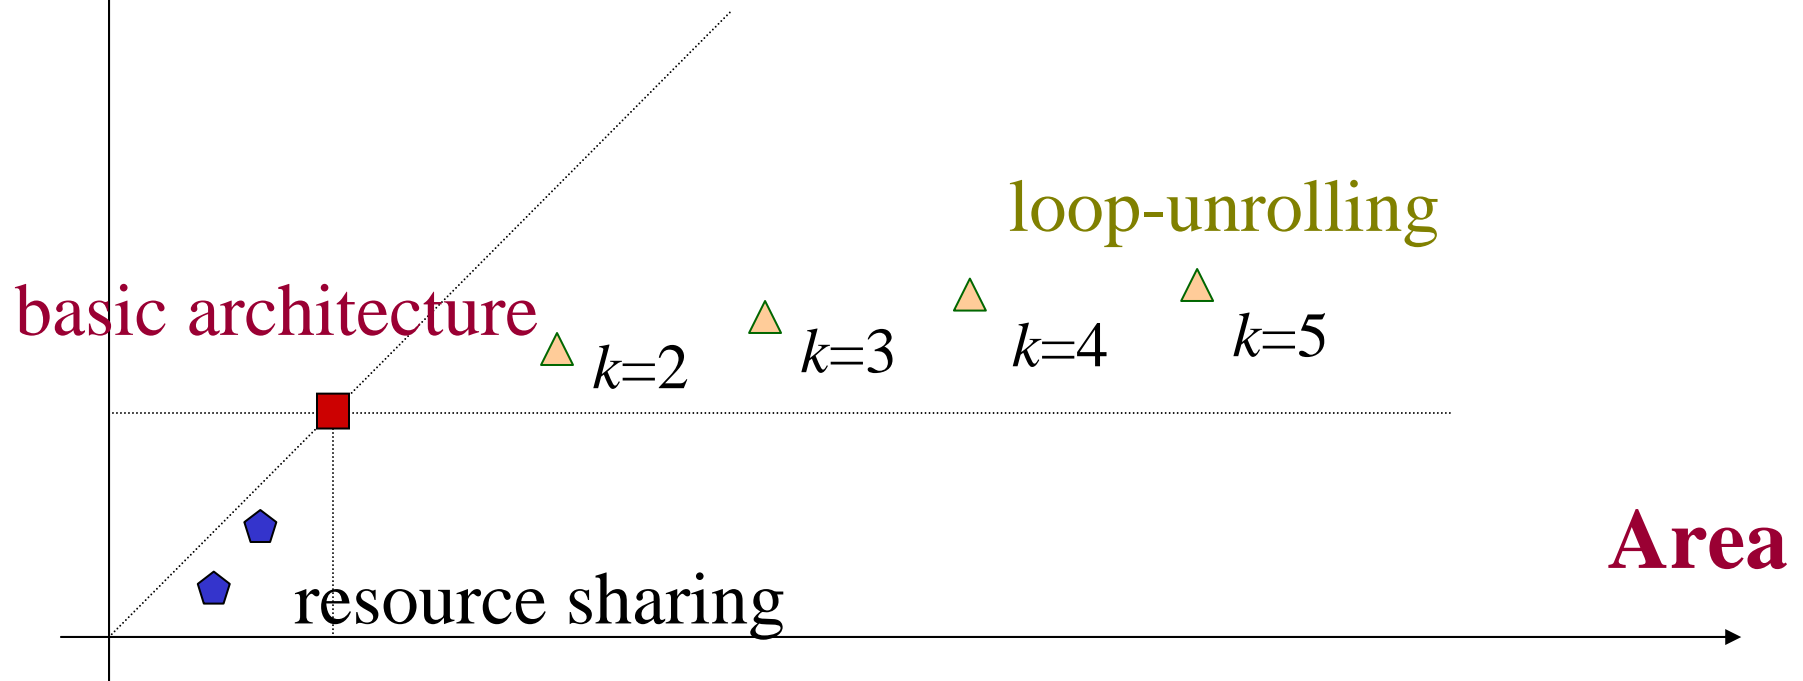 loop-unrolling
basic architecture
k=2
k=3
k=4
k=5
Area
resource sharing